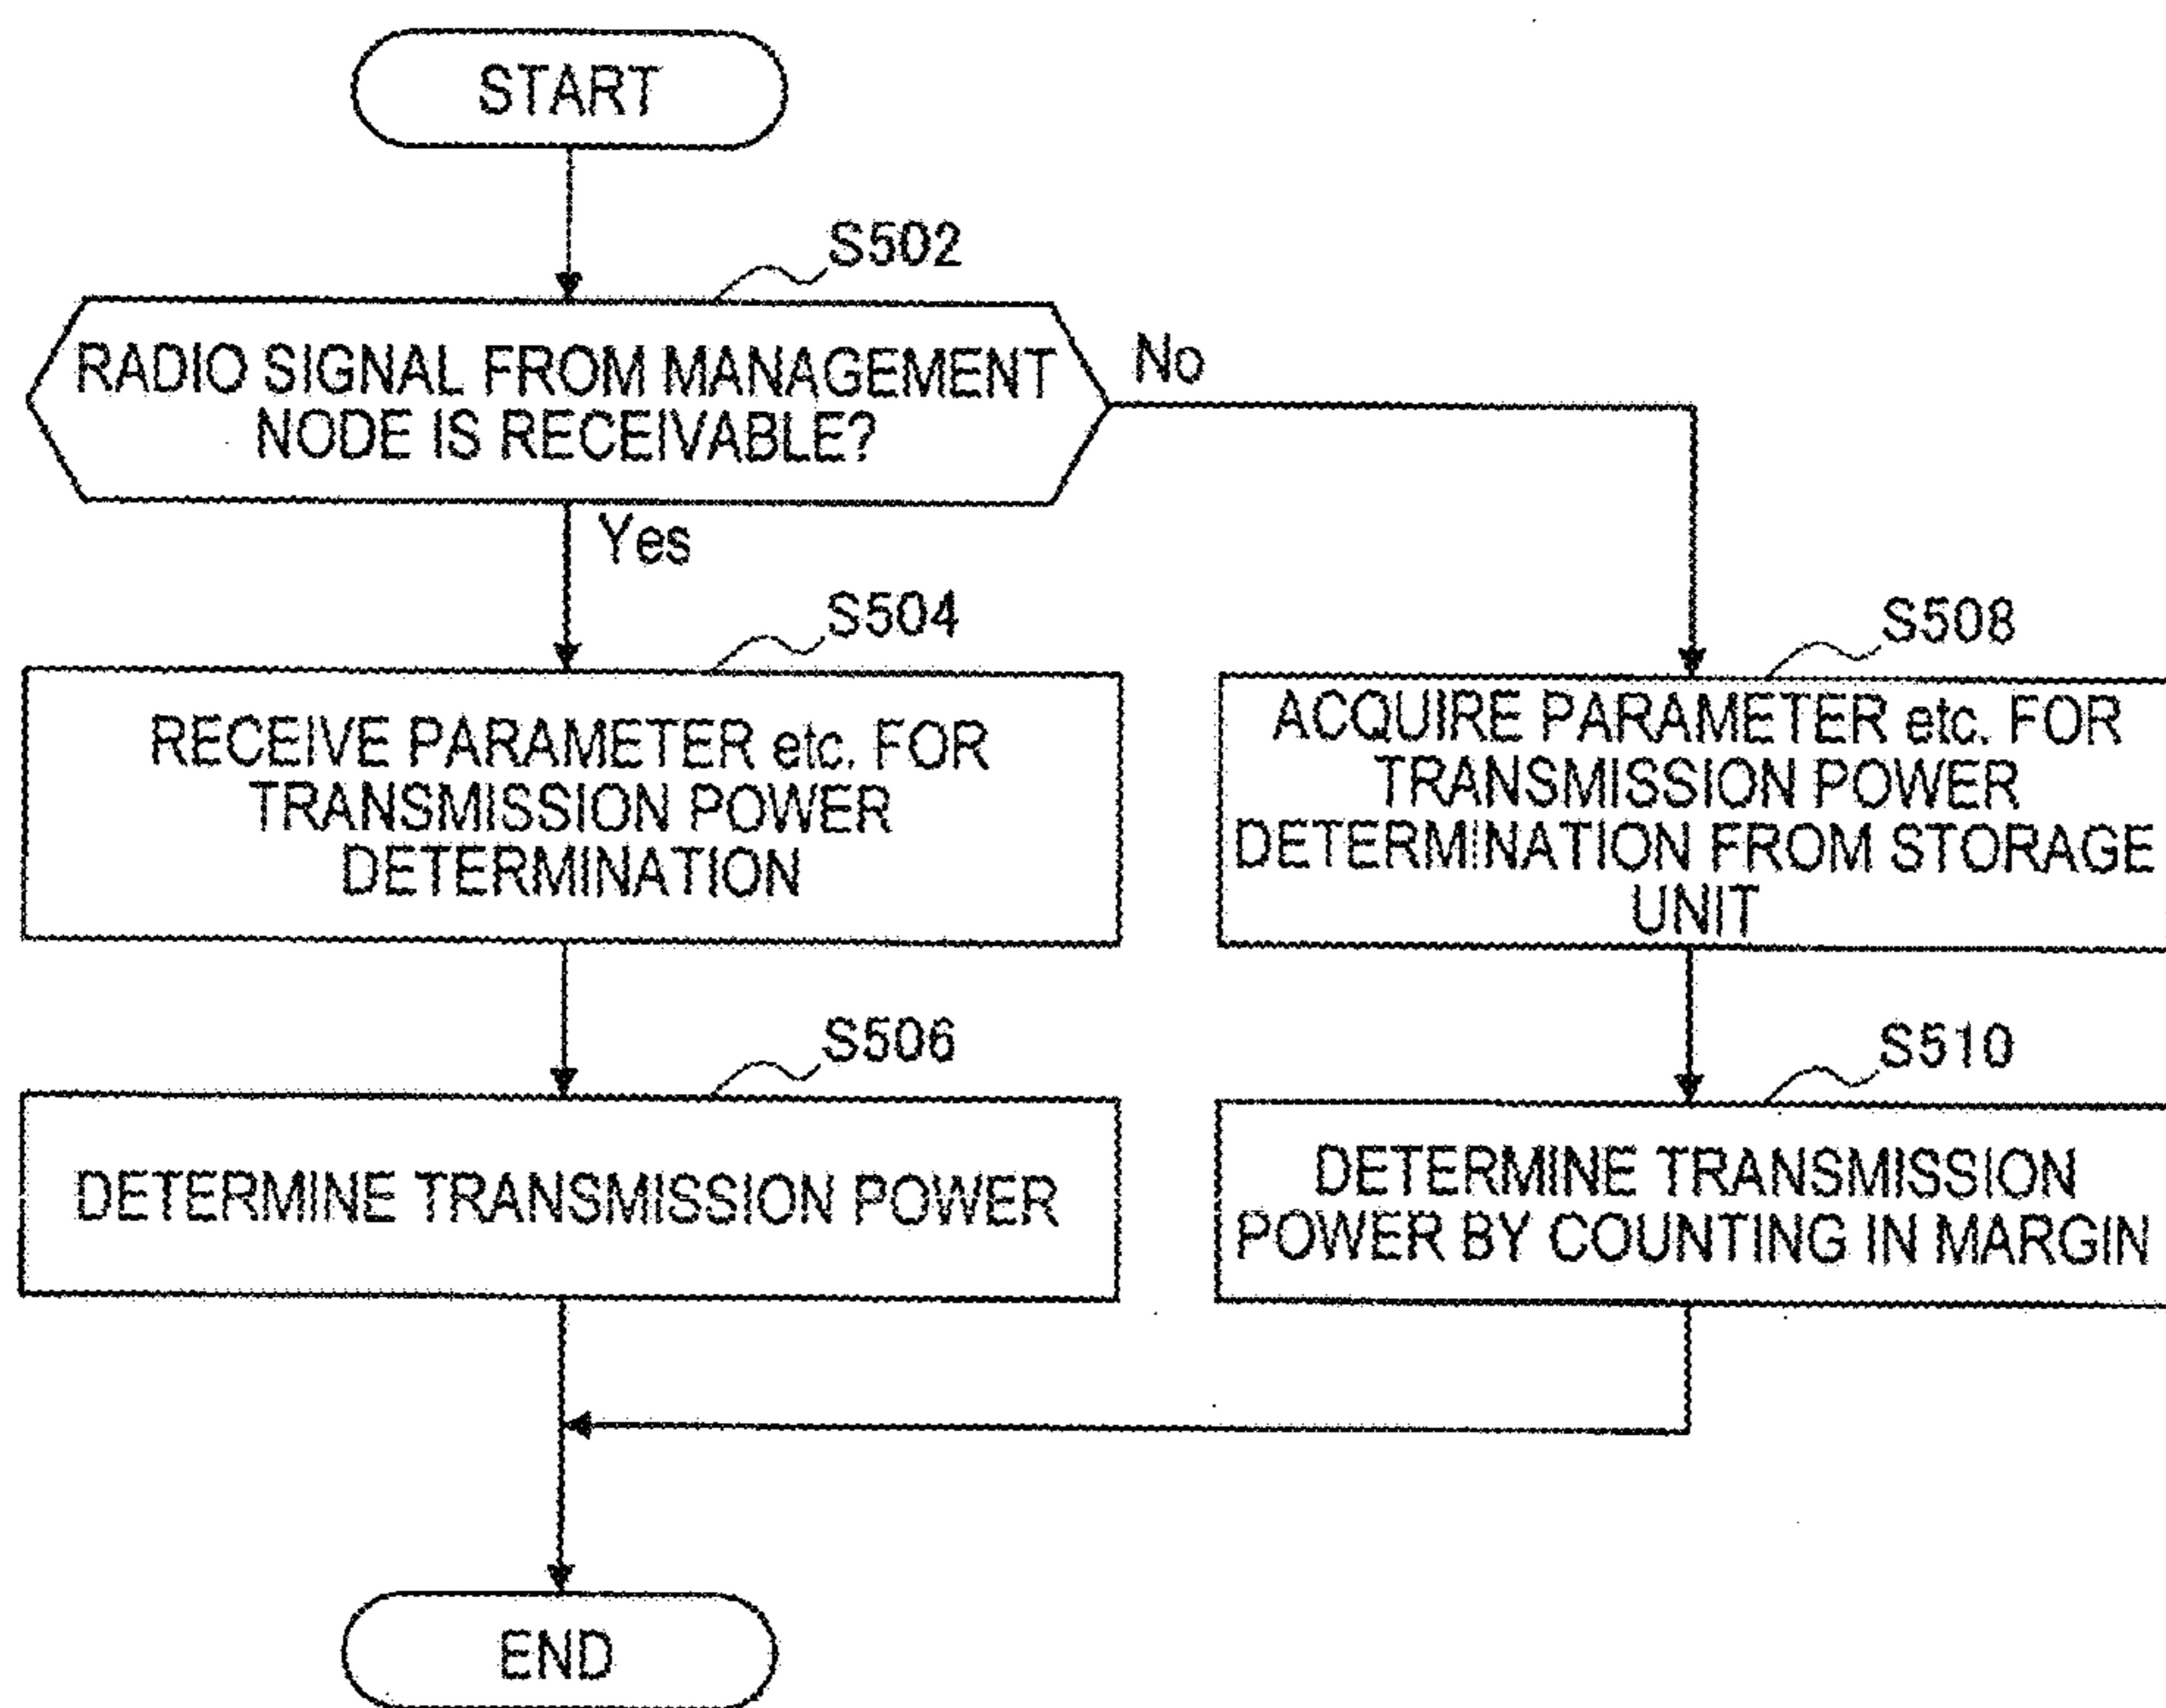 START
S502
RADIO SIGNAL FROM MANAGEMENT
NODE IS RECEIVABLE?
No
Yes
S504
RECEIVE PARAMETER etc. FOR
TRANSMISSION POWER
DETERMINATION
S508
ACQUIRE PARAMETER etc. FOR
TRANSMISSION POWER
DETERMINATION FROM STORAGE
UNIT
S506
DETERMINE TRANSMISSION POWER
S510
DETERMINE TRANSMISSION
POWER BY COUNTING IN MARGIN
END